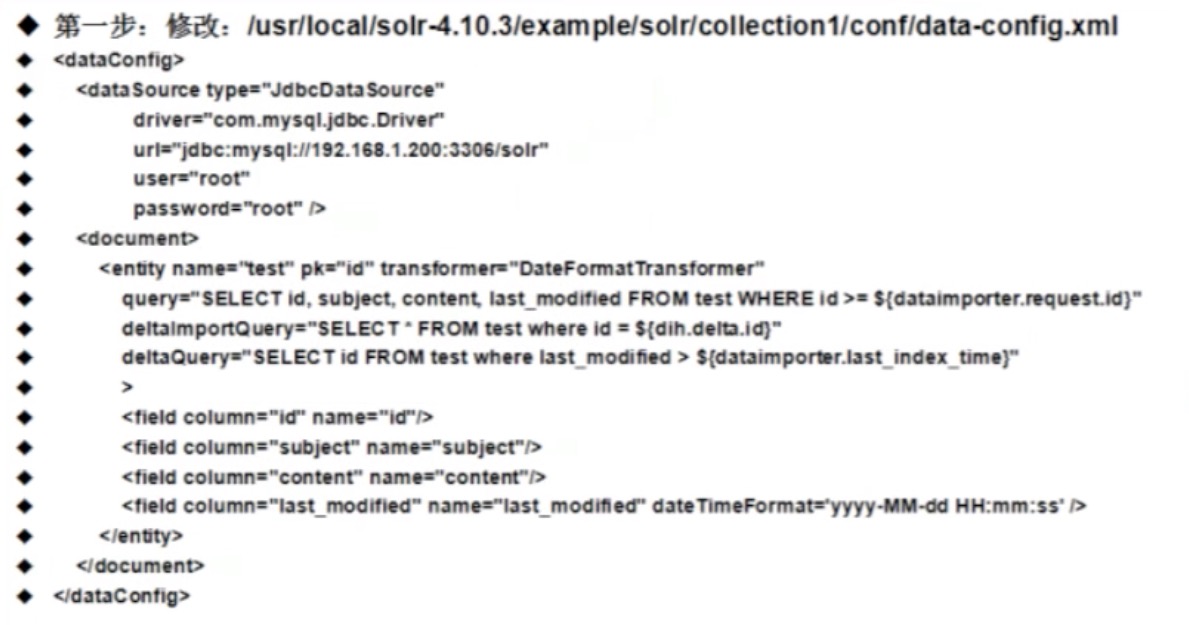 ◆ 第一步：修改：/usr/local/solr-4.10.3/example/solr/collection1/conf/data-config.xml
◆ <dataConfig>
◆ <dataSource type="JdbcDataSource"
◆ driver="com.mysql.jdbc.Driver"
◆ url="jdbc:mysql://192.168.1.200:3306/solr"
◆ user="root"
◆ password="root" />
◆ <document>
◆ <entity name="test" pk="id" transformer="DateFormatTransformer"
◆ query="SELECT id, subject, content, last_modified FROM test WHERE id >= ${dataimporter.request.id}"
◆ deltaImportQuery="SELECT * FROM test where id = ${dih.delta.id}"
◆ deltaQuery="SELECT id FROM test where last_modified > ${dataimporter.last_index_time}"
◆ >
◆ <field column="id" name="id"/>
◆ <field column="subject" name="subject"/>
◆ <field column="content" name="content"/>
◆ <field column="last_modified" name="last_modified" dateTimeFormat='yyyy-MM-dd HH:mm:ss' />
◆ </entity>
◆ </document>
◆ </dataConfig>